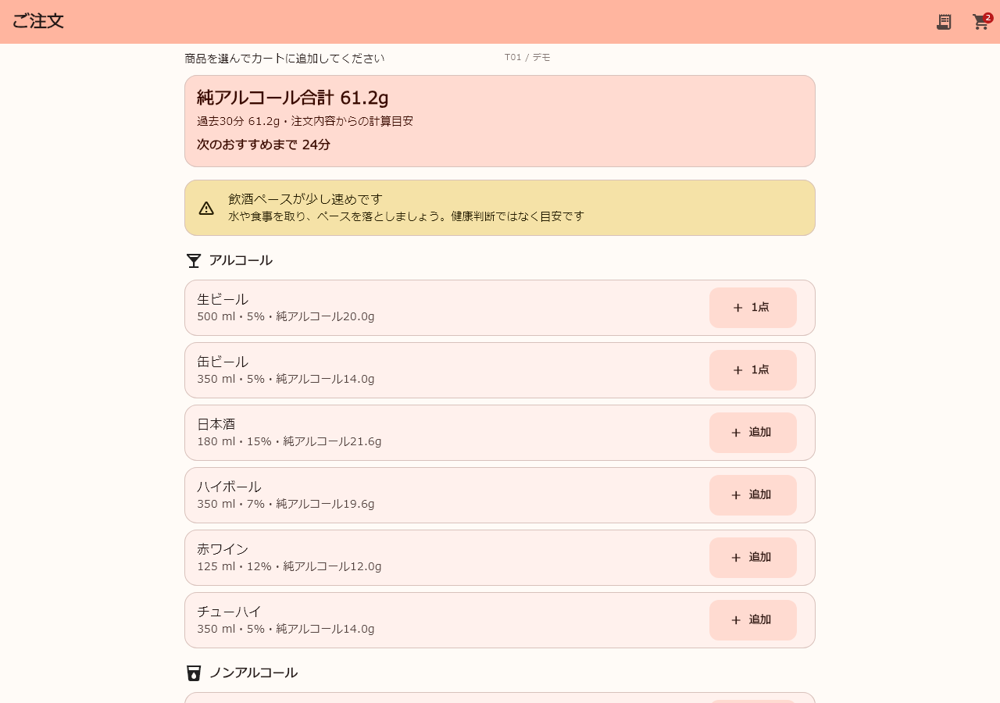 ご注文
2
商品を選んでカートに追加してください
T01 / デモ
純アルコール合計 61.2g
過去30分 61.2g・注文内容からの計算目安
次のおすすめまで 24分
飲酒ペースが少し速めです
水や食事を取り、ペースを落としましょう。健康判断ではなく目安です
アルコール
生ビール
500 ml・5%・純アルコール20.0g
+ 1点
缶ビール
350 ml・5%・純アルコール14.0g
+ 1点
日本酒
180 ml・15%・純アルコール21.6g
+ 追加
ハイボール
350 ml・7%・純アルコール19.6g
+ 追加
赤ワイン
125 ml・12%・純アルコール12.0g
+ 追加
チューハイ
350 ml・5%・純アルコール14.0g
+ 追加
ノンアルコール